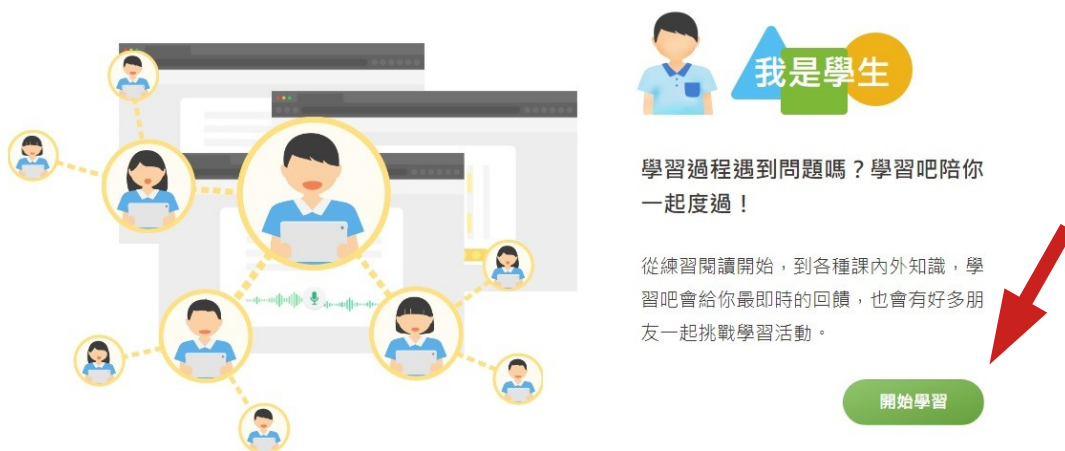 我是學生
學習過程遇到問題嗎？學習吧陪你
一起度過！
從練習閱讀開始，到各種課內外知識，學
習吧會給你最即時的回饋，也會有好多朋
友一起挑戰學習活動。
開始學習